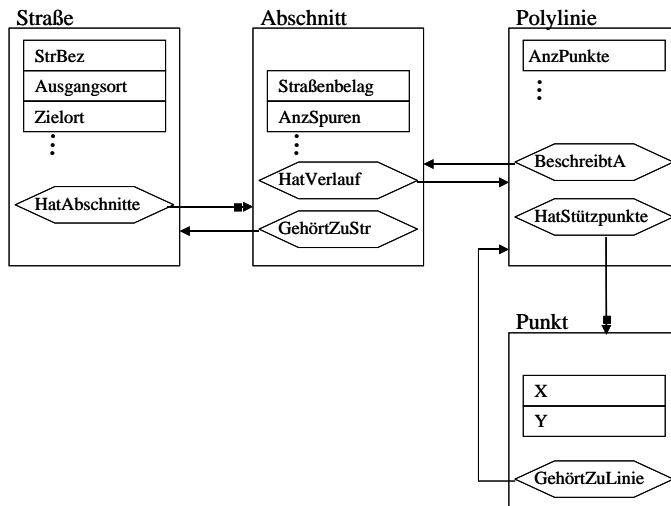 Straße
StrBez
Ausgangsort
Zielort
HatAbschnitte
Abschnitt
Straßenbelag
AnzSpuren
HatVerlauf
GehörtZuStr
Polylinie
AnzPunkte
BeschreibtA
HatStützpunkte
Punkt
X
Y
GehörtZuLinie